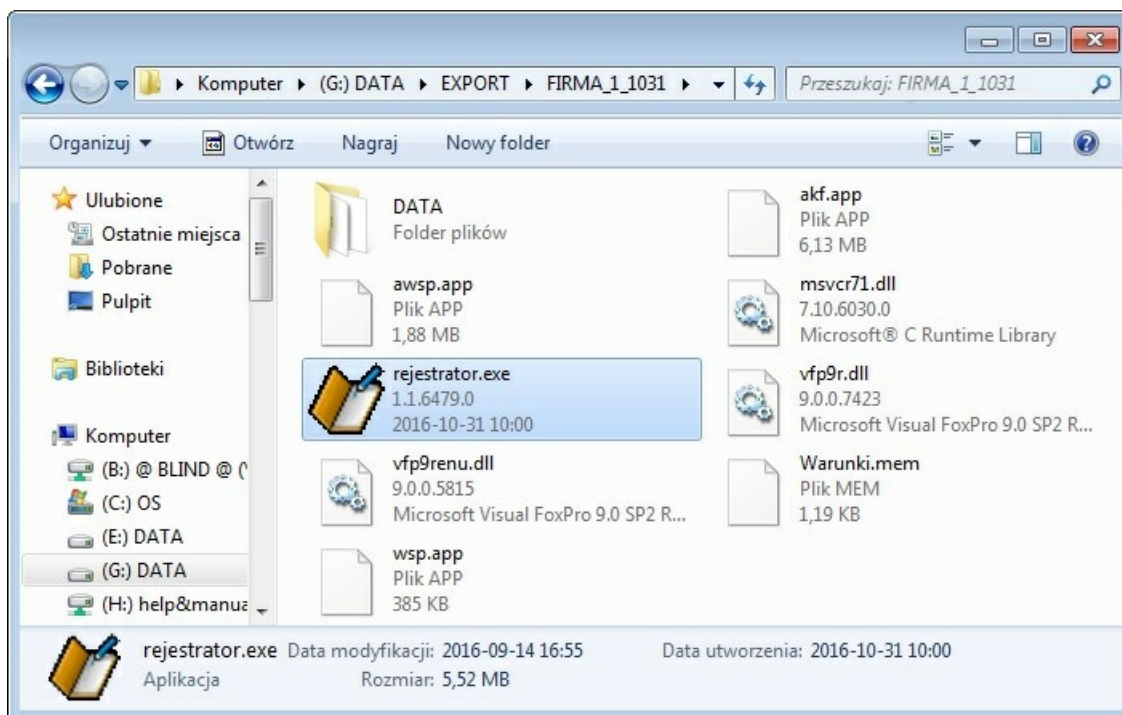 Komputer ▸ (G:) DATA ▸ EXPORT ▸ FIRMA_1_1031 ▸
Przeszukaj: FIRMA_1_1031
Organizuj
Otwórz
Nagraj
Nowy folder
Ulubione
Ostatnie miejsca
Pobrane
Pulpit
Biblioteki
Komputer
(B:) @ BLIND @ ('
(C:) OS
(E:) DATA
(G:) DATA
(H:) help&manua
DATA
Folder plików
akf.app
Plik APP
6,13 MB
awsp.app
Plik APP
1,88 MB
msvcr71.dll
7.10.6030.0
Microsoft® C Runtime Library
rejestrator.exe
1.1.6479.0
2016-10-31 10:00
vfp9r.dll
9.0.0.7423
Microsoft Visual FoxPro 9.0 SP2 R...
vfp9renu.dll
9.0.0.5815
Microsoft Visual FoxPro 9.0 SP2 R...
Warunki.mem
Plik MEM
1,19 KB
wsp.app
Plik APP
385 KB
rejestrator.exe Data modyfikacji: 2016-09-14 16:55 Data utworzenia: 2016-10-31 10:00
Aplikacja Rozmiar: 5,52 MB